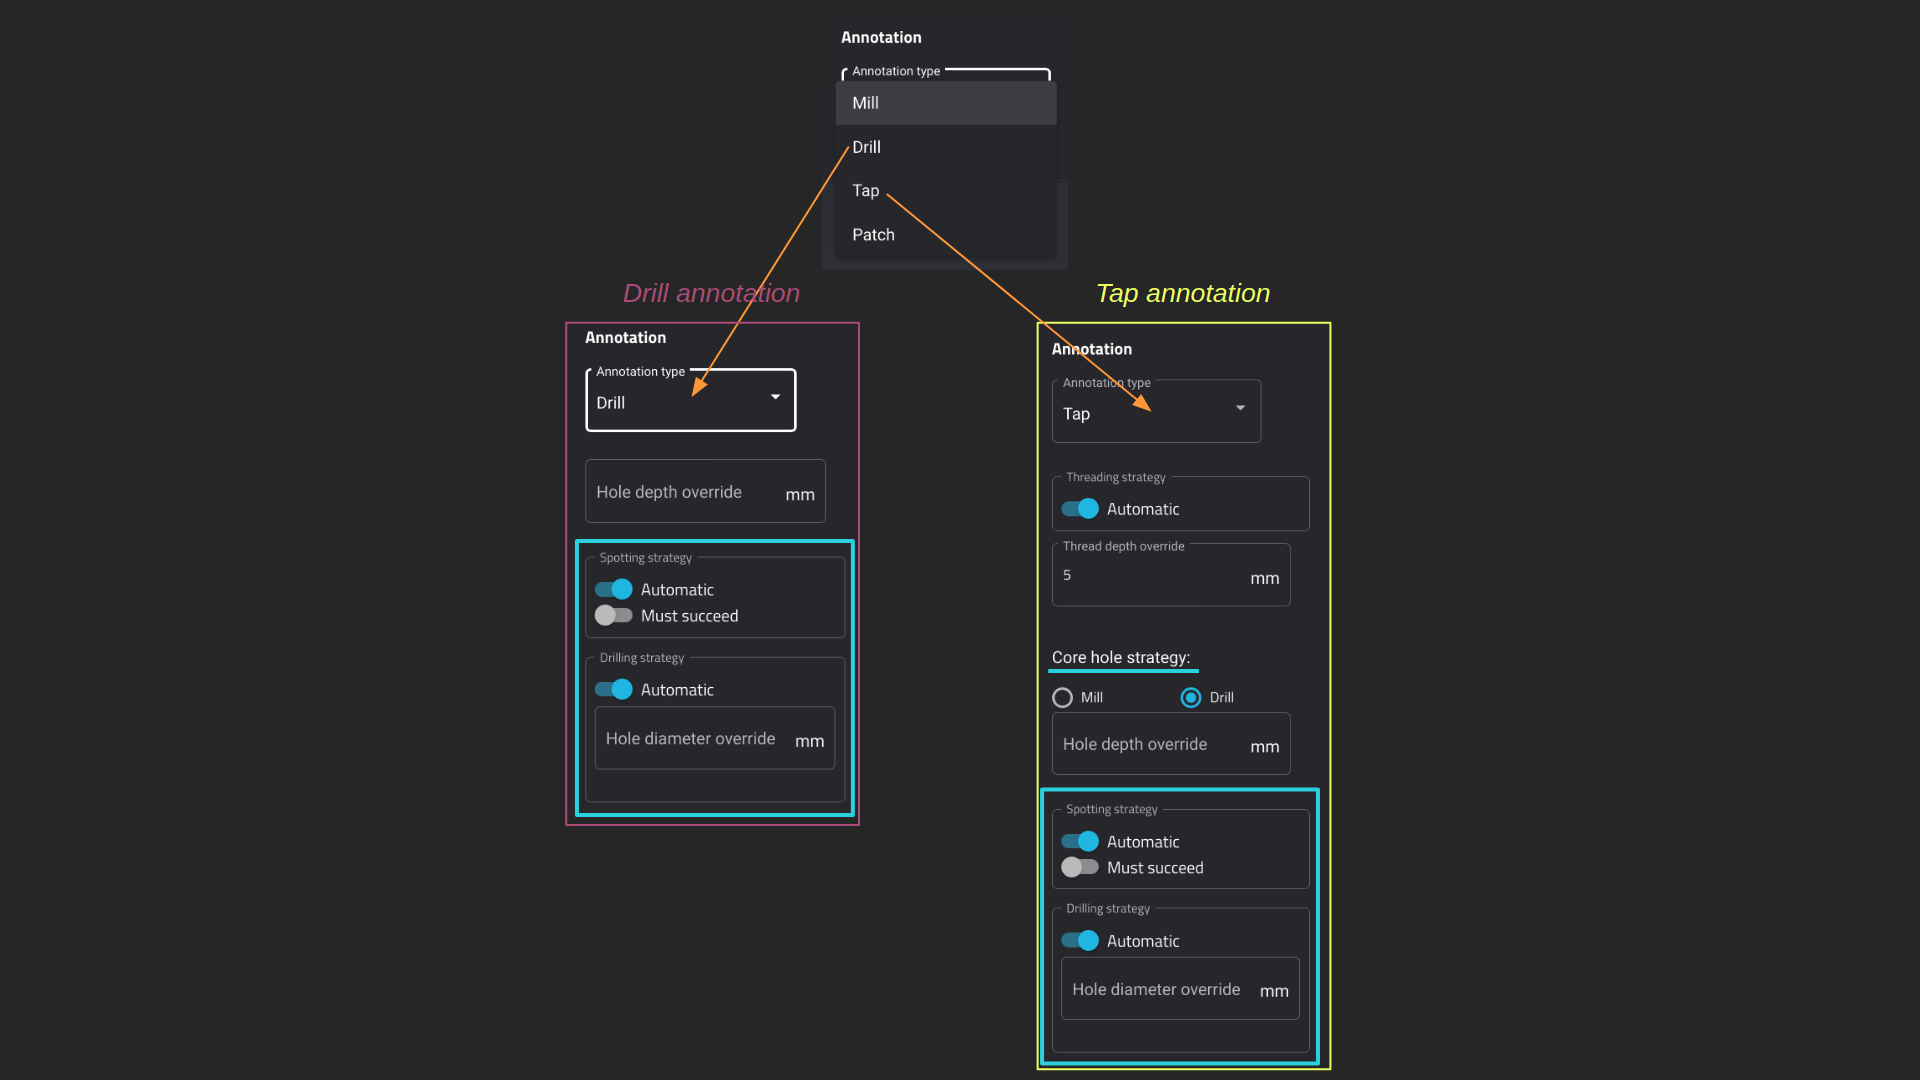 Annotation
Annotation type
Mill
Drill
Tap
Patch
Drill annotation
Annotation
Annotation type
Drill
Hole depth override mm
Spotting strategy
Automatic
Must succeed
Drilling strategy
Automatic
Hole diameter override mm
Tap annotation
Annotation
Annotation type
Tap
Threading strategy
Automatic
Thread depth override
5 mm
Core hole strategy:
Mill Drill
Hole depth override mm
Spotting strategy
Automatic
Must succeed
Drilling strategy
Automatic
Hole diameter override mm